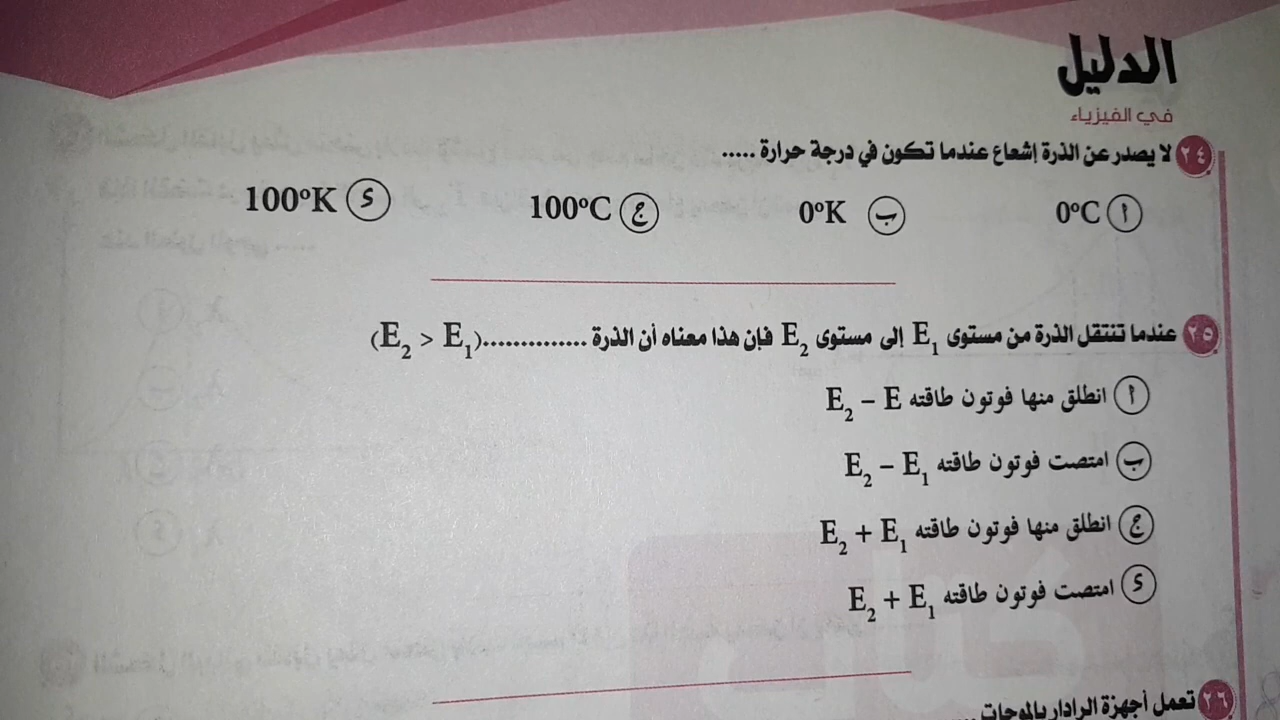 الدليل
في الفيزياء
٢٤ لا يصدر عن الذرة إشعاع عندما تكون في درجة حرارة .....
أ 0°C ب 0°K ج 100°C د 100°K
٢٥ عندما تنتقل الذرة من مستوى E₁ إلى مستوى E₂ فإن هذا معناه أن الذرة ..............(E₂ > E₁)
أ انطلق منها فوتون طاقته E₂ − E
ب امتصت فوتون طاقته E₂ − E₁
ج انطلق منها فوتون طاقته E₂ + E₁
د امتصت فوتون طاقته E₂ + E₁
٢٦ تعمل أجهزة الرادار بالموجات ....